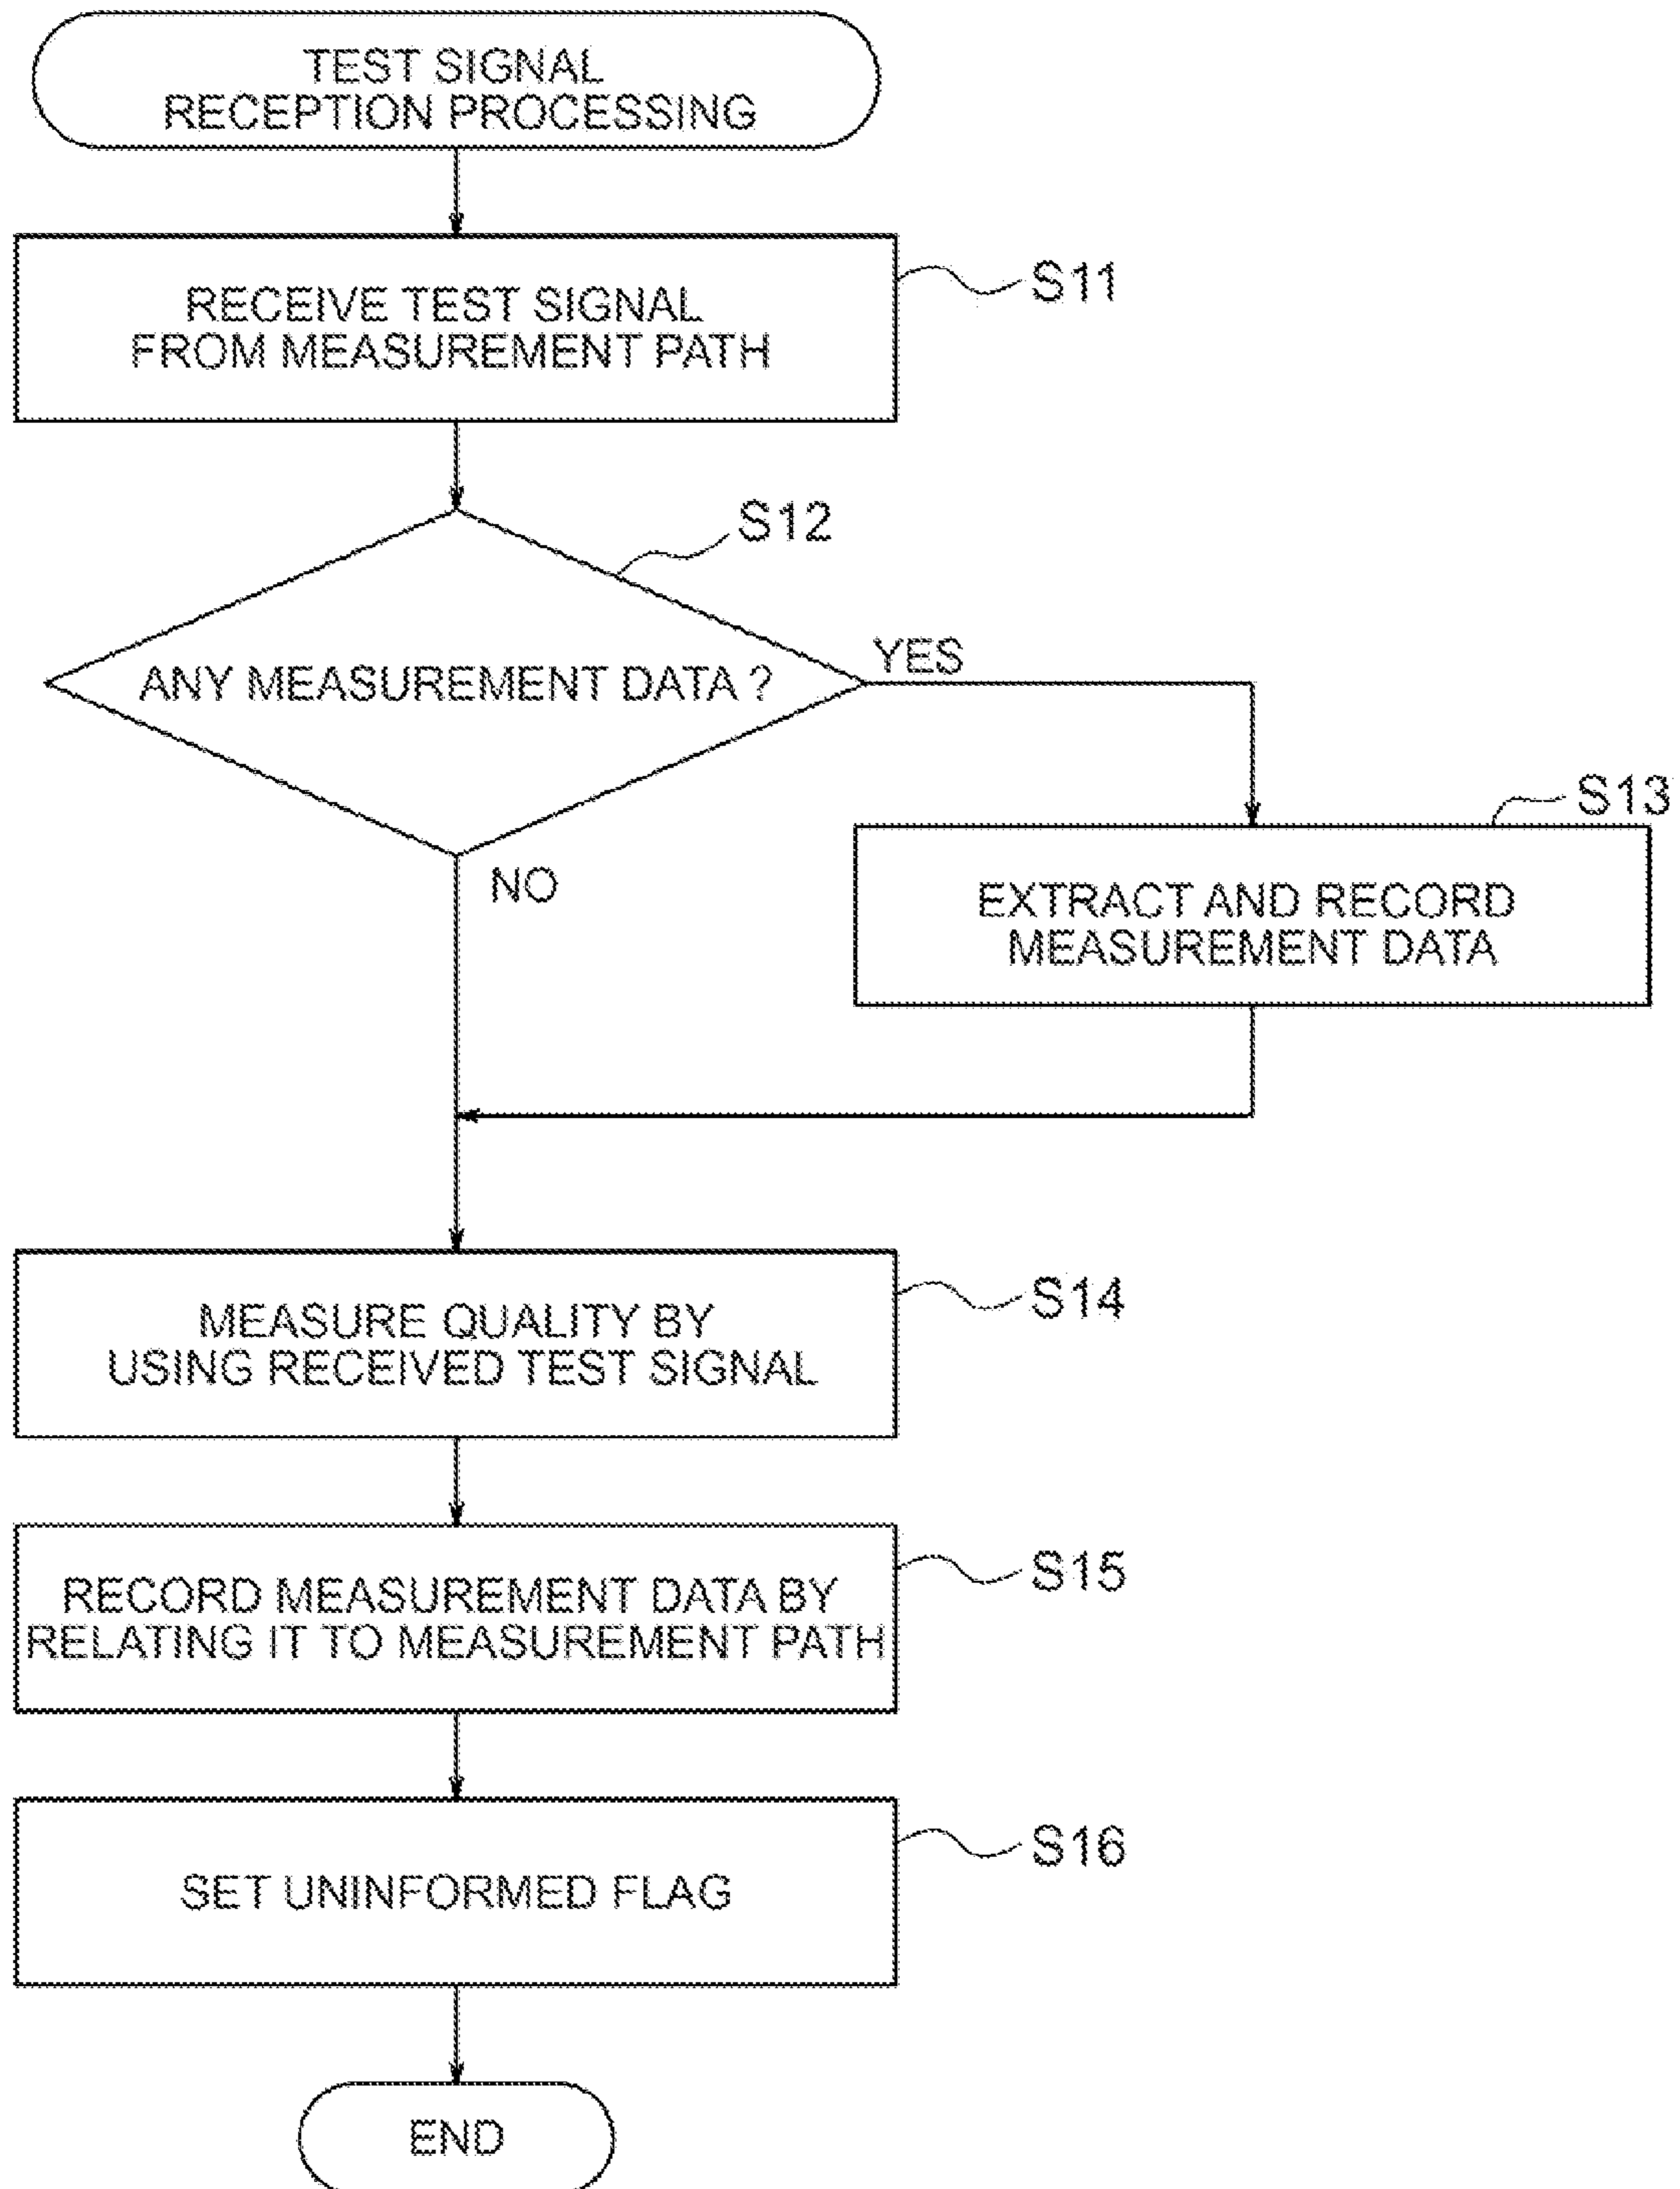 TEST SIGNAL
RECEPTION PROCESSING
RECEIVE TEST SIGNAL
FROM MEASUREMENT PATH
S11
S12
ANY MEASUREMENT DATA ?
YES
NO
S13
EXTRACT AND RECORD
MEASUREMENT DATA
MEASURE QUALITY BY
USING RECEIVED TEST SIGNAL
S14
RECORD MEASUREMENT DATA BY
RELATING IT TO MEASUREMENT PATH
S15
SET UNINFORMED FLAG
S16
END